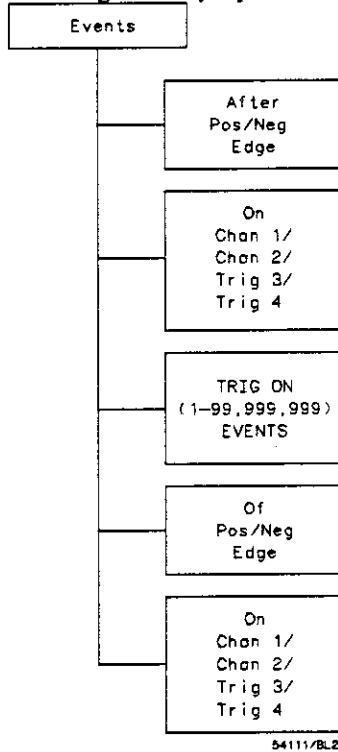 Events
After
Pos/Neg
Edge
On
Chan 1/
Chan 2/
Trig 3/
Trig 4
TRIG ON
(1-99,999,999)
EVENTS
Of
Pos/Neg
Edge
On
Chan 1/
Chan 2/
Trig 3/
Trig 4
54111/BL2